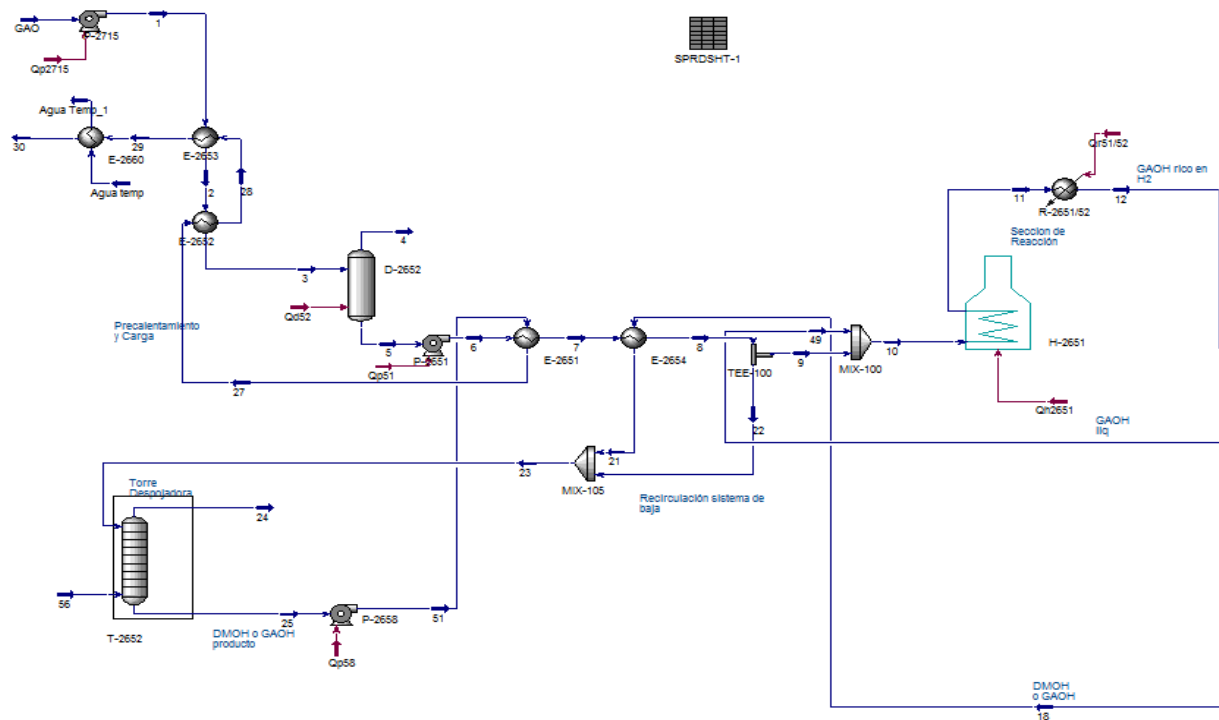 GAO
P-2715
1
Qp2715
SPRDSHT-1
Agua Temp_1
30
29
E-2660
E-2653
Agua temp
2
28
E-2652
Qr51/52
GAOH rico en
H2
11
12
R-2651/52
Seccion de
Reacción
4
D-2652
3
Qd52
Precalentamiento
y Carga
5
P-2651
6
Qp51
E-2651
7
E-2654
8
49
TEE-100
9
MIX-100
10
H-2651
Qh2651
27
22
GAOH
liq
23
21
MIX-105
Recirculación sistema de
baja
Torre
Despojadora
24
56
T-2652
25
P-2658
51
DMOH o GAOH
producto
Qp58
DMOH
o GAOH
18